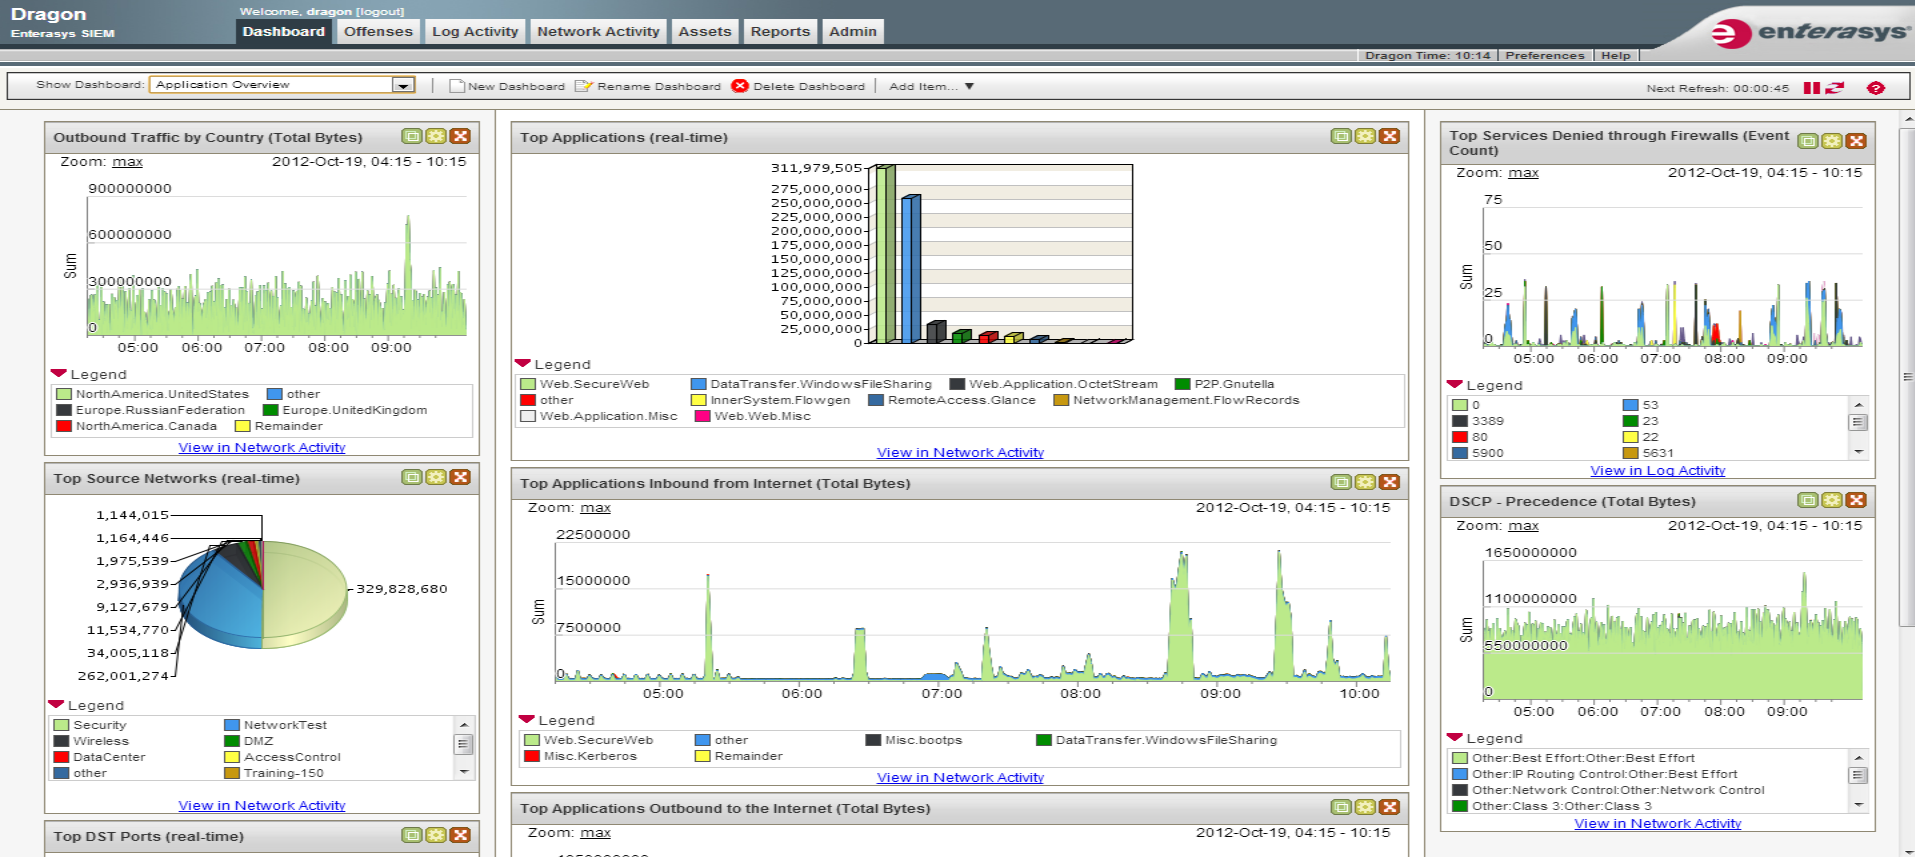 Dragon
Enterasys SIEM
Welcome, dragon [logout]
Dashboard Offenses Log Activity Network Activity Assets Reports Admin
enterasys
Dragon Time: 10:14 Preferences Help
Show Dashboard: Application Overview
New Dashboard Rename Dashboard Delete Dashboard Add Item... ▼
Next Refresh: 00:00:45
Outbound Traffic by Country (Total Bytes)
Zoom: max 2012-Oct-19, 04:15 - 10:15
900000000
600000000
300000000
0
Sum
05:00 06:00 07:00 08:00 09:00
Legend
NorthAmerica.UnitedStates other
Europe.RussianFederation Europe.UnitedKingdom
NorthAmerica.Canada Remainder
View in Network Activity
Top Source Networks (real-time)
1,144,015
1,164,446
1,975,539
2,936,939
9,127,679
11,534,770
34,005,118
262,001,274
329,828,680
Legend
Security NetworkTest
Wireless DMZ
DataCenter AccessControl
other Training-150
View in Network Activity
Top DST Ports (real-time)
Top Applications (real-time)
311,979,505
275,000,000
250,000,000
225,000,000
200,000,000
175,000,000
150,000,000
125,000,000
100,000,000
75,000,000
50,000,000
25,000,000
0
Legend
Web.SecureWeb DataTransfer.WindowsFileSharing Web.Application.OctetStream P2P.Gnutella
other InnerSystem.Flowgen RemoteAccess.Glance NetworkManagement.FlowRecords
Web.Application.Misc Web.Web.Misc
View in Network Activity
Top Applications Inbound from Internet (Total Bytes)
Zoom: max 2012-Oct-19, 04:15 - 10:15
22500000
15000000
7500000
0
Sum
05:00 06:00 07:00 08:00 09:00 10:00
Legend
Web.SecureWeb other Misc.bootps DataTransfer.WindowsFileSharing
Misc.Kerberos Remainder
View in Network Activity
Top Applications Outbound to the Internet (Total Bytes)
Zoom: max 2012-Oct-19, 04:15 - 10:15
Top Services Denied through Firewalls (Event
Count)
Zoom: max 2012-Oct-19, 04:15 - 10:15
75
50
25
0
Sum
05:00 06:00 07:00 08:00 09:00
Legend
0 53
3389 23
80 22
5900 5631
View in Log Activity
DSCP - Precedence (Total Bytes)
Zoom: max 2012-Oct-19, 04:15 - 10:15
1650000000
1100000000
550000000
0
Sum
05:00 06:00 07:00 08:00 09:00
Legend
Other:Best Effort:Other:Best Effort
Other:IP Routing Control:Other:Best Effort
Other:Network Control:Other:Network Control
Other:Class 3:Other:Class 3
View in Network Activity